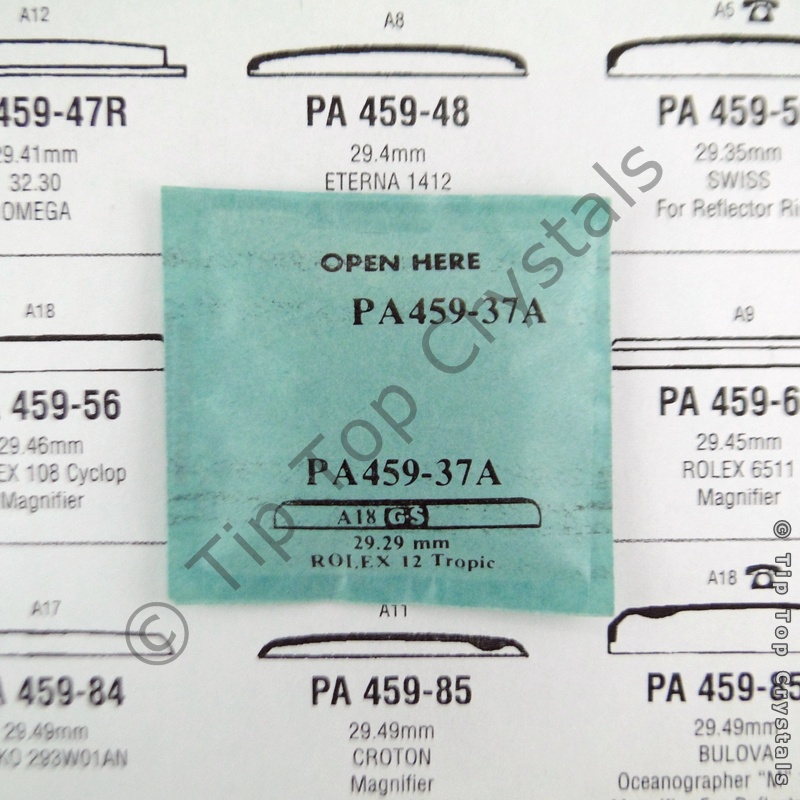 A12
A8
A5
459-47R
PA 459-48
PA 459-5
29.41mm
29.4mm
29.35mm
32.30
ETERNA 1412
SWISS
OMEGA
For Reflector Ri
OPEN HERE
PA459-37A
A18
A9
459-56
PA 459-6
29.46mm
29.45mm
EX 108 Cyclop
ROLEX 6511
Magnifier
Magnifier
PA459-37A
A18 GS
29.29 mm
ROLEX 12 Tropic
© Tip Top Crystals
© Tip Top Crystals
A17
A11
A18
A 459-84
PA 459-85
PA 459-85
29.49mm
29.49mm
29.49mm
KO 293W01AN
CROTON
BULOVA
Magnifier
Oceanographer "M"